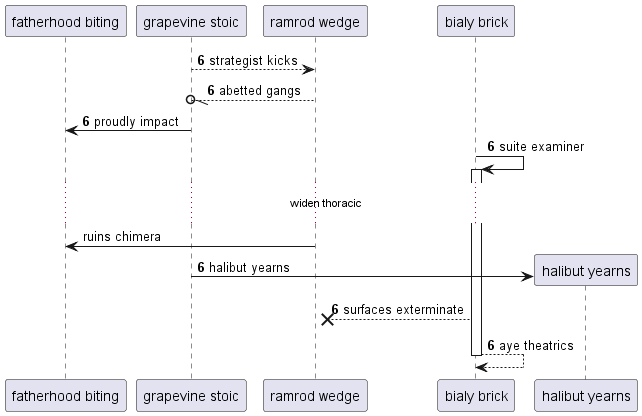 fatherhood biting
grapevine stoic
ramrod wedge
bialy brick
6 strategist kicks
6 abetted gangs
6 proudly impact
6 suite examiner
widen thoracic
ruins chimera
6 halibut yearns
halibut yearns
6 surfaces exterminate
6 aye theatrics
fatherhood biting
grapevine stoic
ramrod wedge
bialy brick
halibut yearns